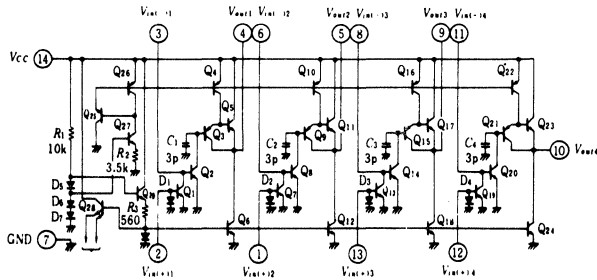 Vin(−)1 Vout1 Vin(−)2 Vout2 Vin(−)3 Vout3 Vin(−)4
3 4 6 5 8 9 11
Vcc 14
Q26 Q4 Q10 Q16 Q22
Q5
Q25 Q27 Q3 Q9 Q11 Q15 Q17 Q21 Q23
R1 10k
R2 3.5k
C1 3p C2 3p C3 3p C4 3p
10 Vout4
Q2 Q8 Q14 Q20
D5 D1 D2 D3 D4
Q1 Q7 Q13 Q19
D6 Q28 R3 560
D7
Q6 Q12 Q18 Q24
GND 7
2 1 13 12
Vin(+)1 Vin(+)2 Vin(+)3 Vin(+)4